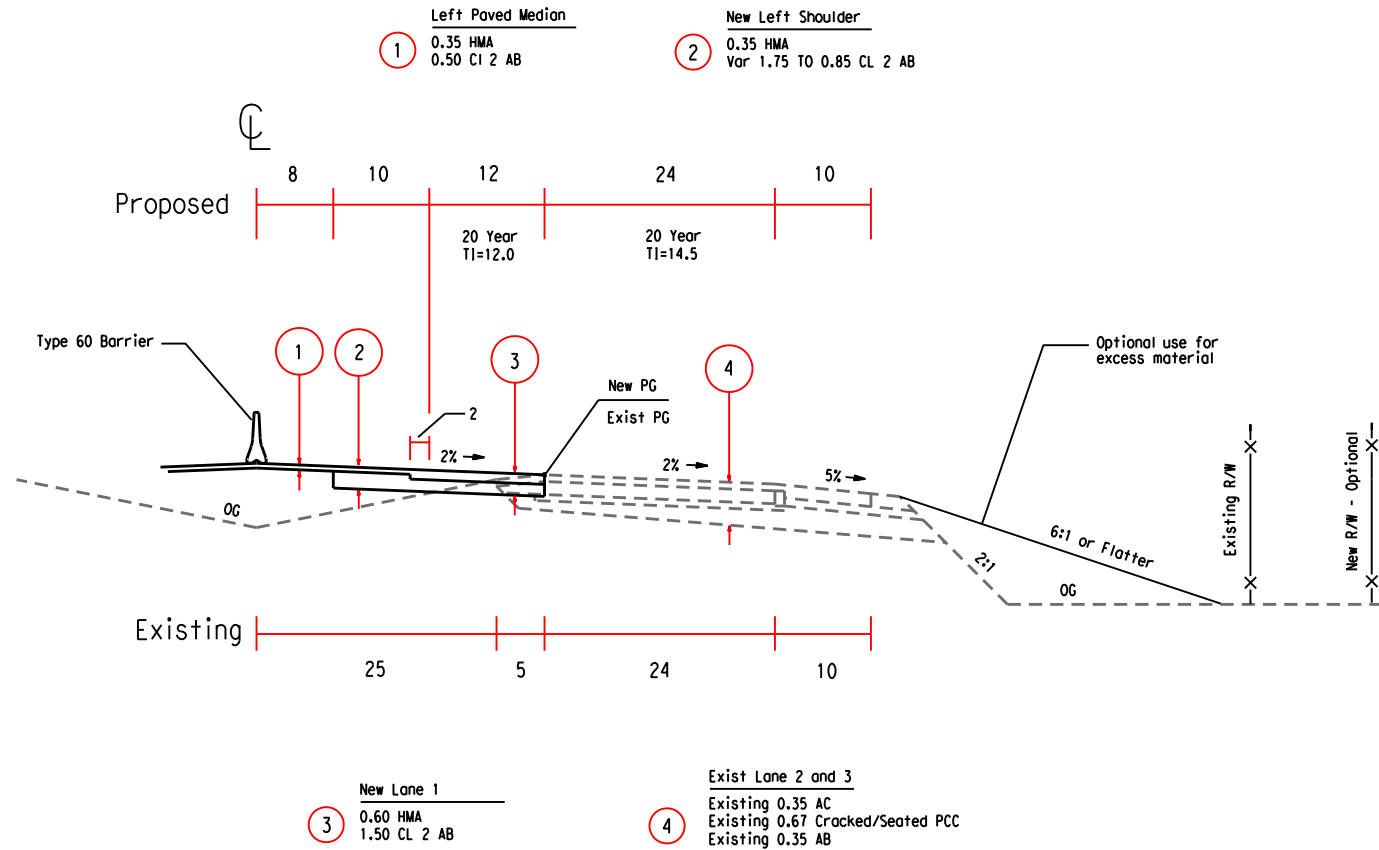 Left Paved Median
1
0.35 HMA
0.50 Cl 2 AB
New Left Shoulder
2
0.35 HMA
Var 1.75 TO 0.85 CL 2 AB
CL
8
10
12
24
10
Proposed
20 Year
TI=12.0
20 Year
TI=14.5
Type 60 Barrier
1
2
3
4
Optional use for
excess material
New PG
Exist PG
2
2%
2%
5%
OG
2:1
6:1 or Flatter
OG
Existing R/W
New R/W - Optional
Existing
25
5
24
10
New Lane 1
3
0.60 HMA
1.50 CL 2 AB
Exist Lane 2 and 3
4
Existing 0.35 AC
Existing 0.67 Cracked/Seated PCC
Existing 0.35 AB